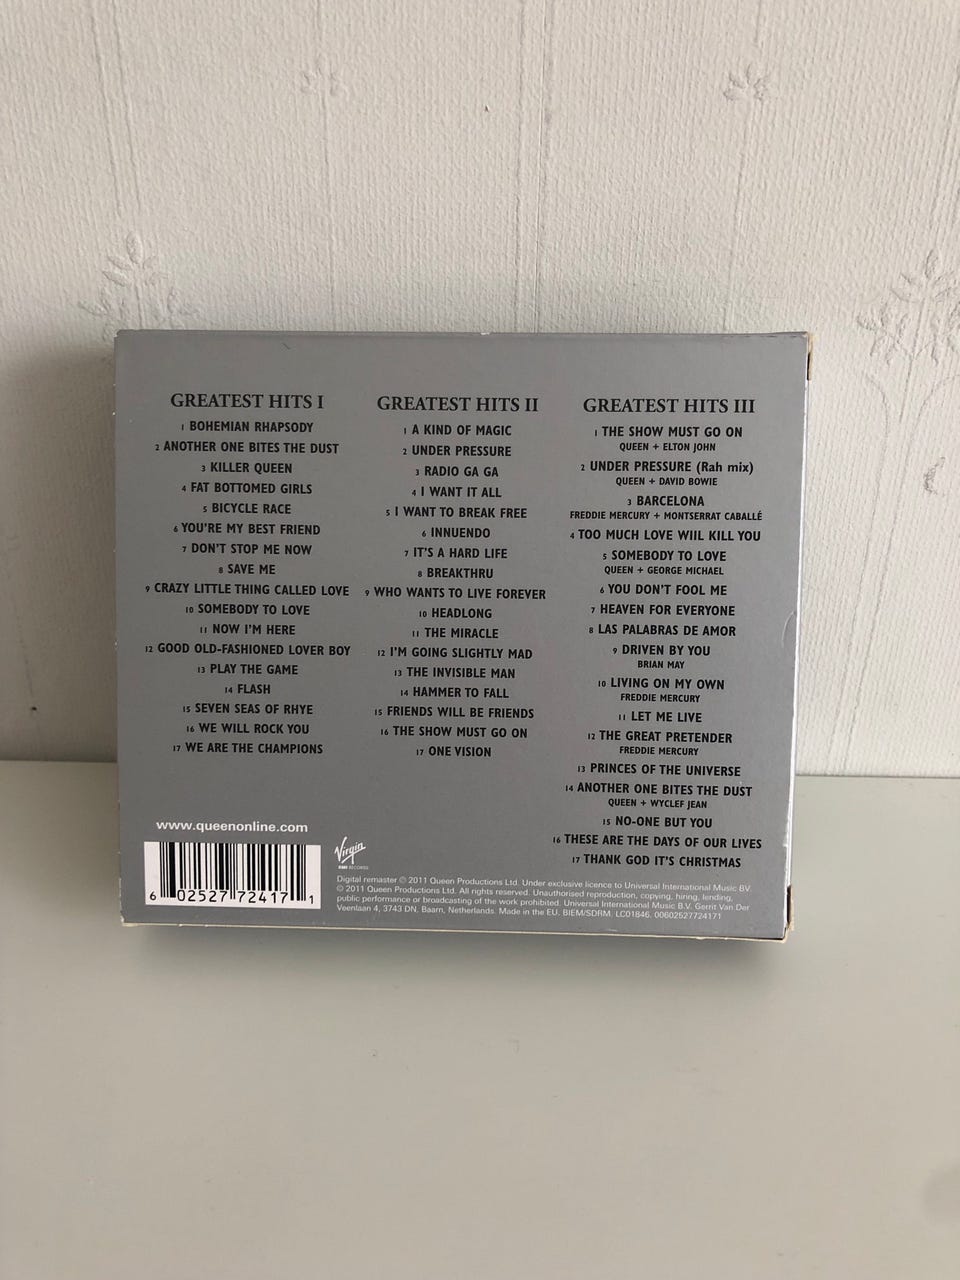 GREATEST HITS I
1 BOHEMIAN RHAPSODY
2 ANOTHER ONE BITES THE DUST
3 KILLER QUEEN
4 FAT BOTTOMED GIRLS
5 BICYCLE RACE
6 YOU'RE MY BEST FRIEND
7 DON'T STOP ME NOW
8 SAVE ME
9 CRAZY LITTLE THING CALLED LOVE
10 SOMEBODY TO LOVE
11 NOW I'M HERE
12 GOOD OLD-FASHIONED LOVER BOY
13 PLAY THE GAME
14 FLASH
15 SEVEN SEAS OF RHYE
16 WE WILL ROCK YOU
17 WE ARE THE CHAMPIONS
GREATEST HITS II
1 A KIND OF MAGIC
2 UNDER PRESSURE
3 RADIO GA GA
4 I WANT IT ALL
5 I WANT TO BREAK FREE
6 INNUENDO
7 IT'S A HARD LIFE
8 BREAKTHRU
9 WHO WANTS TO LIVE FOREVER
10 HEADLONG
11 THE MIRACLE
12 I'M GOING SLIGHTLY MAD
13 THE INVISIBLE MAN
14 HAMMER TO FALL
15 FRIENDS WILL BE FRIENDS
16 THE SHOW MUST GO ON
17 ONE VISION
GREATEST HITS III
1 THE SHOW MUST GO ON
QUEEN + ELTON JOHN
2 UNDER PRESSURE (Rah mix)
QUEEN + DAVID BOWIE
3 BARCELONA
FREDDIE MERCURY + MONTSERRAT CABALLÉ
4 TOO MUCH LOVE WIIL KILL YOU
5 SOMEBODY TO LOVE
QUEEN + GEORGE MICHAEL
6 YOU DON'T FOOL ME
7 HEAVEN FOR EVERYONE
8 LAS PALABRAS DE AMOR
9 DRIVEN BY YOU
BRIAN MAY
10 LIVING ON MY OWN
FREDDIE MERCURY
11 LET ME LIVE
12 THE GREAT PRETENDER
FREDDIE MERCURY
13 PRINCES OF THE UNIVERSE
14 ANOTHER ONE BITES THE DUST
QUEEN + WYCLEF JEAN
15 NO-ONE BUT YOU
16 THESE ARE THE DAYS OF OUR LIVES
17 THANK GOD IT'S CHRISTMAS
www.queenonline.com
6 02527 72417 1
Virgin
EMI RECORDS
Digital remaster ℗ 2011 Queen Productions Ltd. Under exclusive licence to Universal International Music BV.
© 2011 Queen Productions Ltd. All rights reserved. Unauthorised reproduction, copying, hiring, lending,
public performance or broadcasting of the work prohibited. Universal International Music B.V. Gerrit Van Der
Veenlaan 4, 3743 DN, Baarn, Netherlands. Made in the EU. BIEM/SDRM. LC01846. 00602527724171